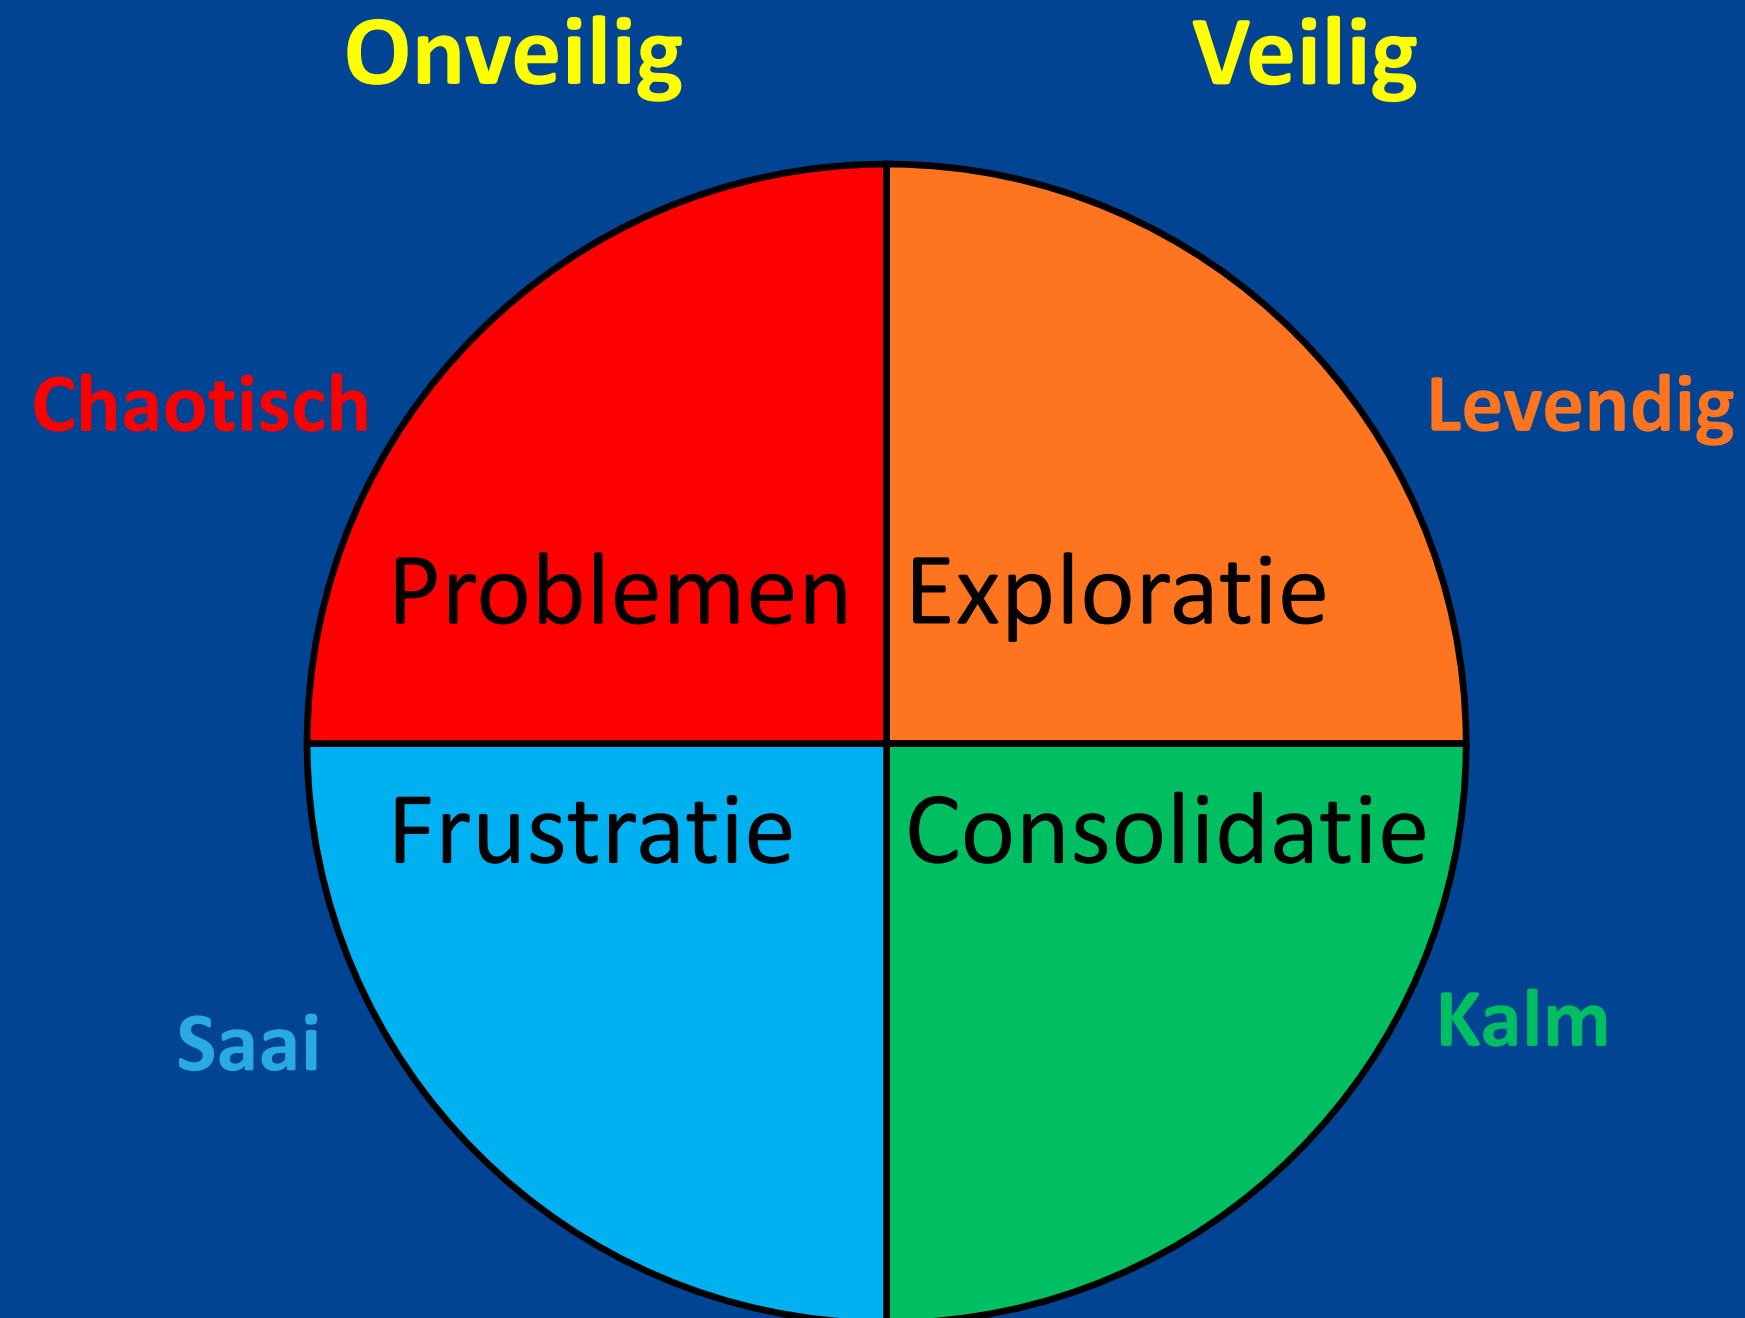 Onveilig
Veilig
Chaotisch
Levendig
Problemen
Exploratie
Frustratie
Consolidatie
Saai
Kalm